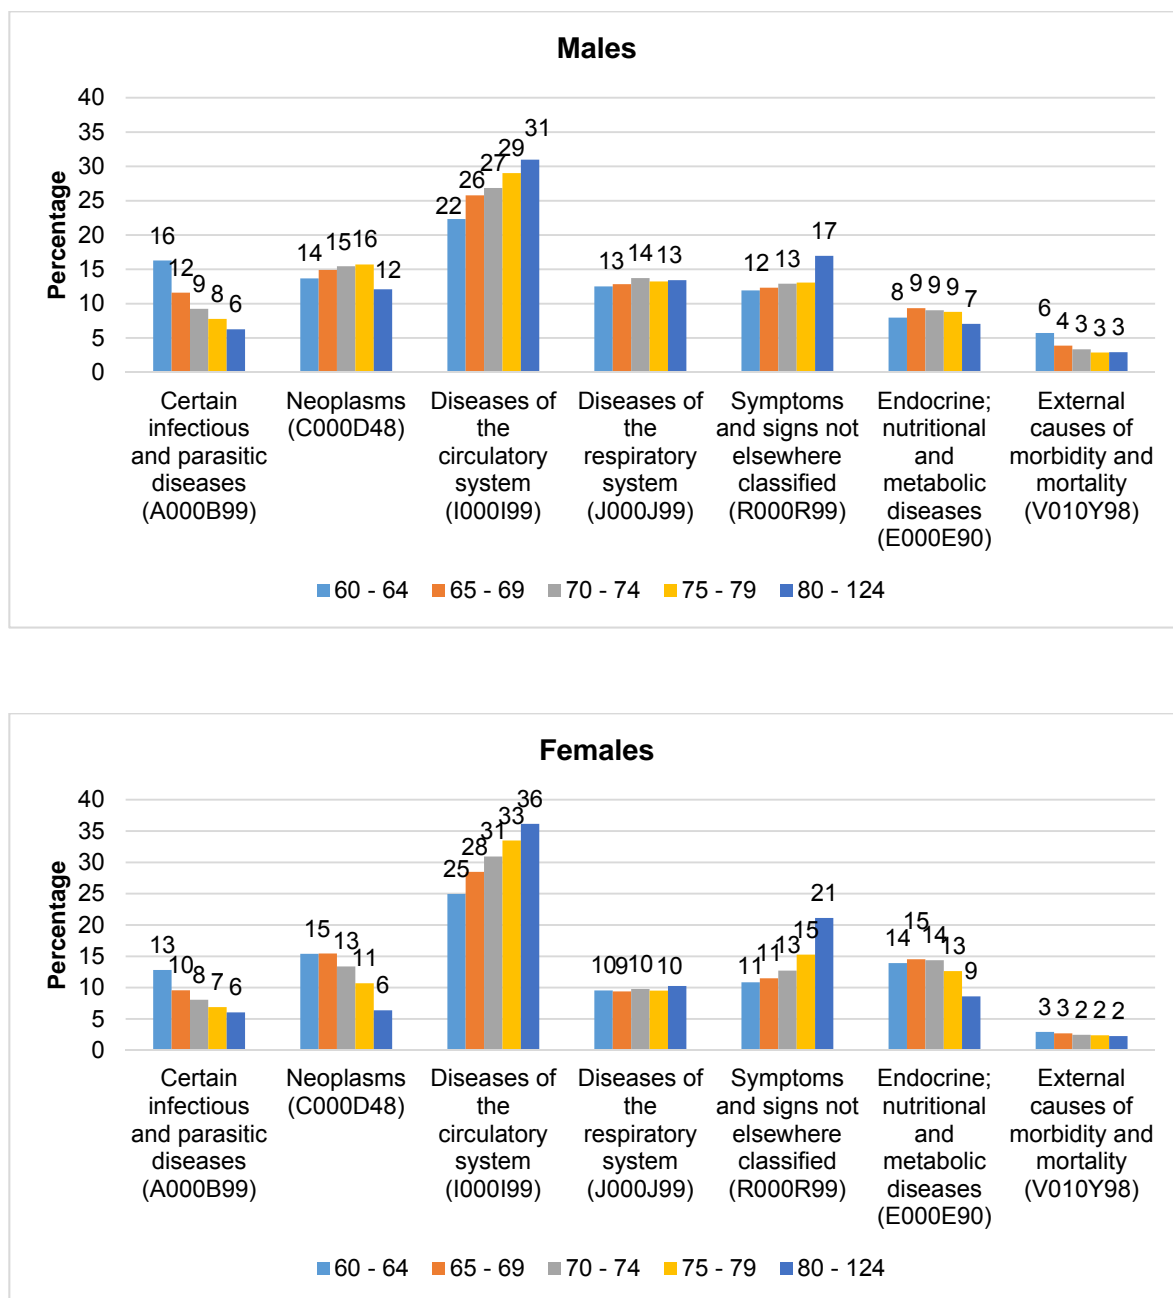 Males
Percentage
40
35
30
25
20
15
10
5
0
16
12
9
8
6
14
15
16
12
22
26
27
29
31
13
14
13
12
13
17
8
9
9
9
7
6
4
3
3
3
Certain
infectious
and parasitic
diseases
(A000B99)
Neoplasms
(C000D48)
Diseases of
the
circulatory
system
(I000I99)
Diseases of
the
respiratory
system
(J000J99)
Symptoms
and signs not
elsewhere
classified
(R000R99)
Endocrine;
nutritional
and
metabolic
diseases
(E000E90)
External
causes of
morbidity and
mortality
(V010Y98)
60 - 64 65 - 69 70 - 74 75 - 79 80 - 124
Females
Percentage
40
35
30
25
20
15
10
5
0
13
10
8
7
6
15
13
11
6
25
28
31
33
36
10
9
10
10
11
11
13
15
21
14
15
14
13
9
3
3
2
2
2
Certain
infectious
and parasitic
diseases
(A000B99)
Neoplasms
(C000D48)
Diseases of
the
circulatory
system
(I000I99)
Diseases of
the
respiratory
system
(J000J99)
Symptoms
and signs not
elsewhere
classified
(R000R99)
Endocrine;
nutritional
and
metabolic
diseases
(E000E90)
External
causes of
morbidity and
mortality
(V010Y98)
60 - 64 65 - 69 70 - 74 75 - 79 80 - 124